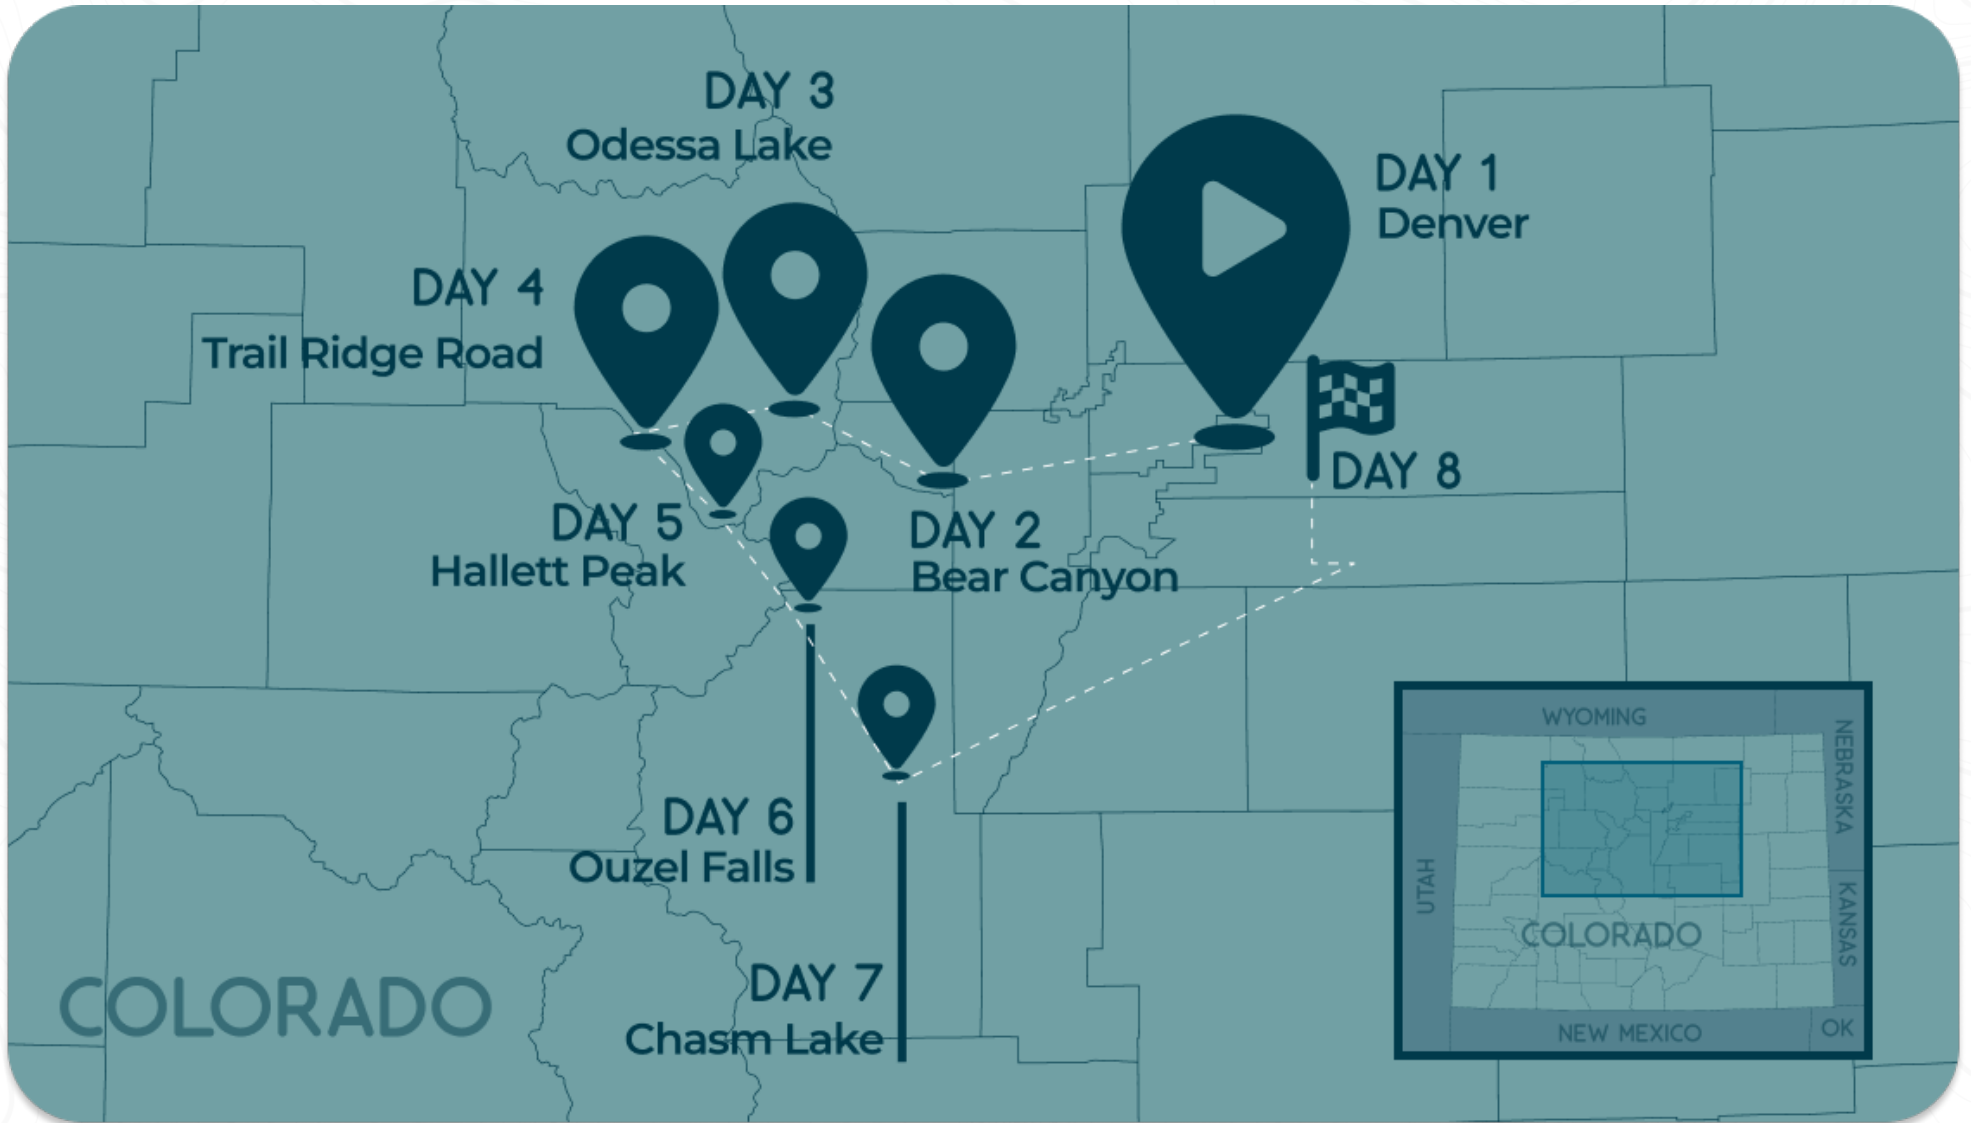 DAY 3
Odessa Lake
DAY 1
Denver
DAY 4
Trail Ridge Road
DAY 8
DAY 5
Hallett Peak
DAY 2
Bear Canyon
DAY 6
Ouzel Falls
DAY 7
Chasm Lake
COLORADO
WYOMING
NEBRASKA
UTAH
KANSAS
COLORADO
NEW MEXICO
OK